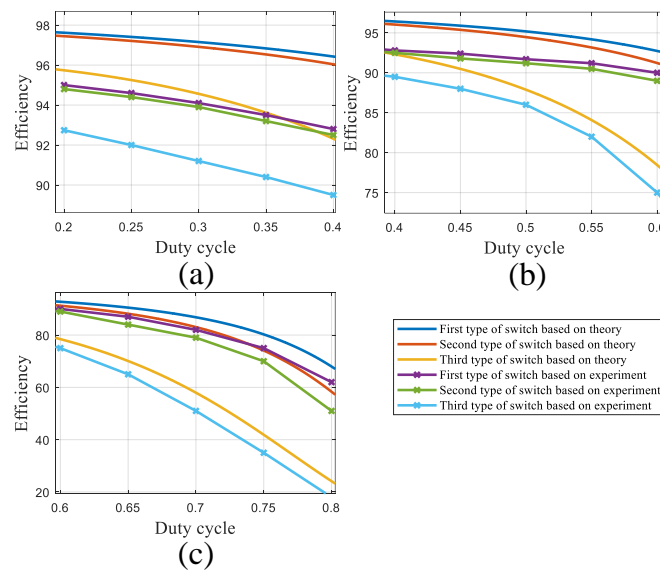 98
96
94
92
90
Efficiency
0.2 0.25 0.3 0.35 0.4
Duty cycle
(a)
95
90
85
80
75
Efficiency
0.4 0.45 0.5 0.55 0.6
Duty cycle
(b)
80
60
40
20
Efficiency
0.6 0.65 0.7 0.75 0.8
Duty cycle
(c)
First type of switch based on theory
Second type of switch based on theory
Third type of switch based on theory
First type of switch based on experiment
Second type of switch based on experiment
Third type of switch based on experiment